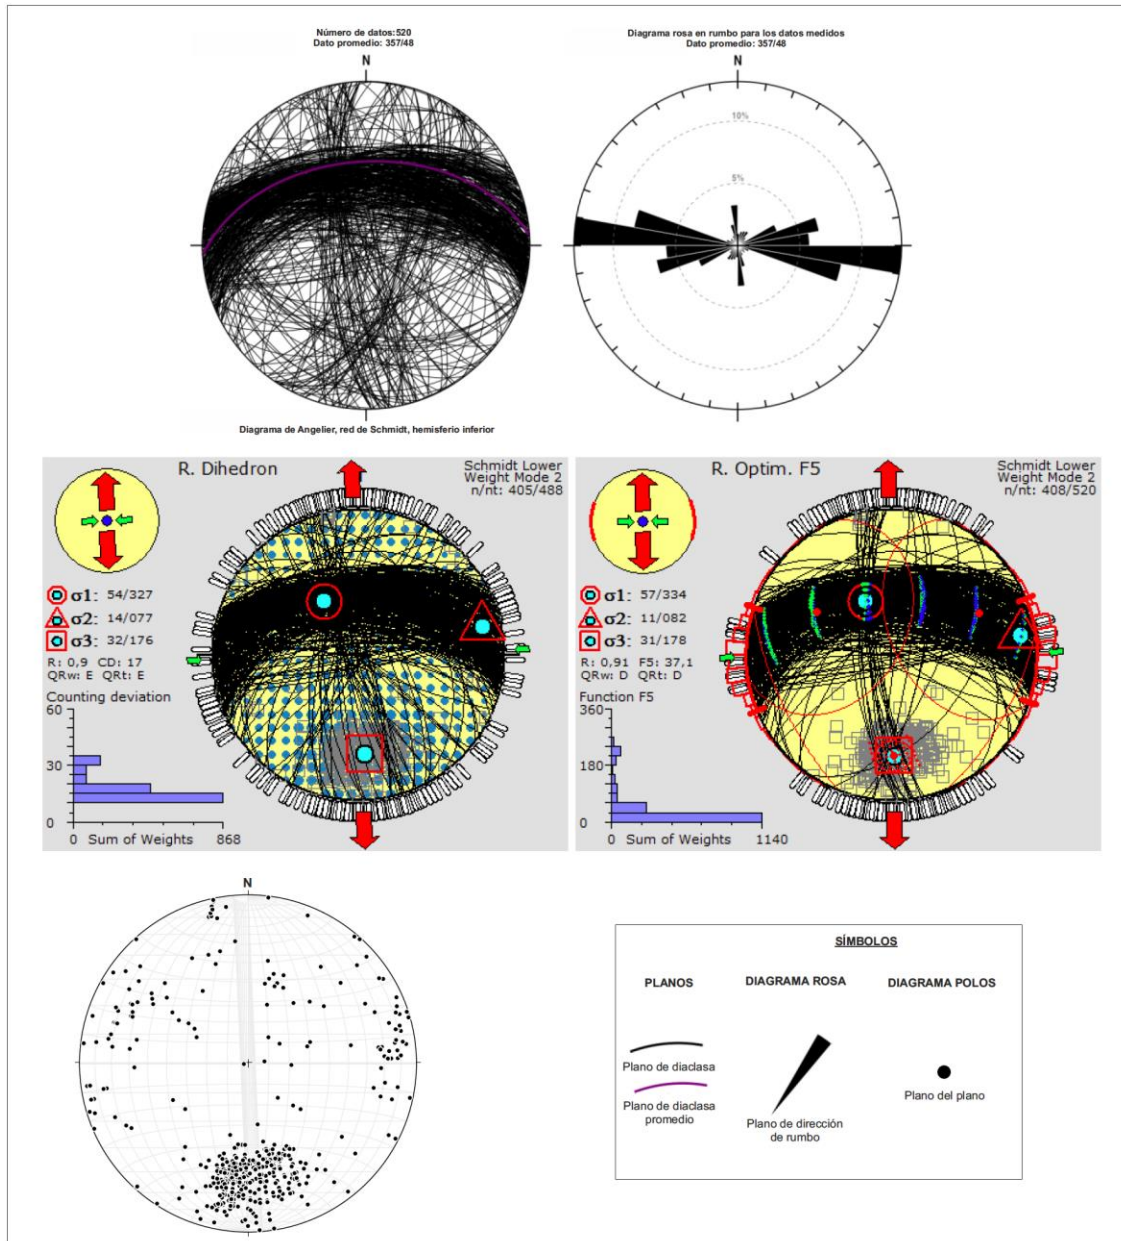 Número de datos:520
Dato promedio: 357/48
N
Diagrama de Angelier, red de Schmidt, hemisferio inferior
Diagrama rosa en rumbo para los datos medidos
Dato promedio: 357/48
N
10%
5%
R. Dihedron
Schmidt Lower
Weight Mode 2
n/nt: 405/488
σ1: 54/327
σ2: 14/077
σ3: 32/176
R: 0,9 CD: 17
QRw: E QRt: E
Counting deviation
60
30
0
0 Sum of Weights 868
R. Optim. F5
Schmidt Lower
Weight Mode 2
n/nt: 408/520
σ1: 57/334
σ2: 11/082
σ3: 31/178
R: 0,91 F5: 37,1
QRw: D QRt: D
Function F5
360
180
0
0 Sum of Weights 1140
N
SÍMBOLOS
PLANOS
Plano de diaclasa
Plano de diaclasa
promedio
DIAGRAMA ROSA
Plano de dirección
de rumbo
DIAGRAMA POLOS
Plano del plano